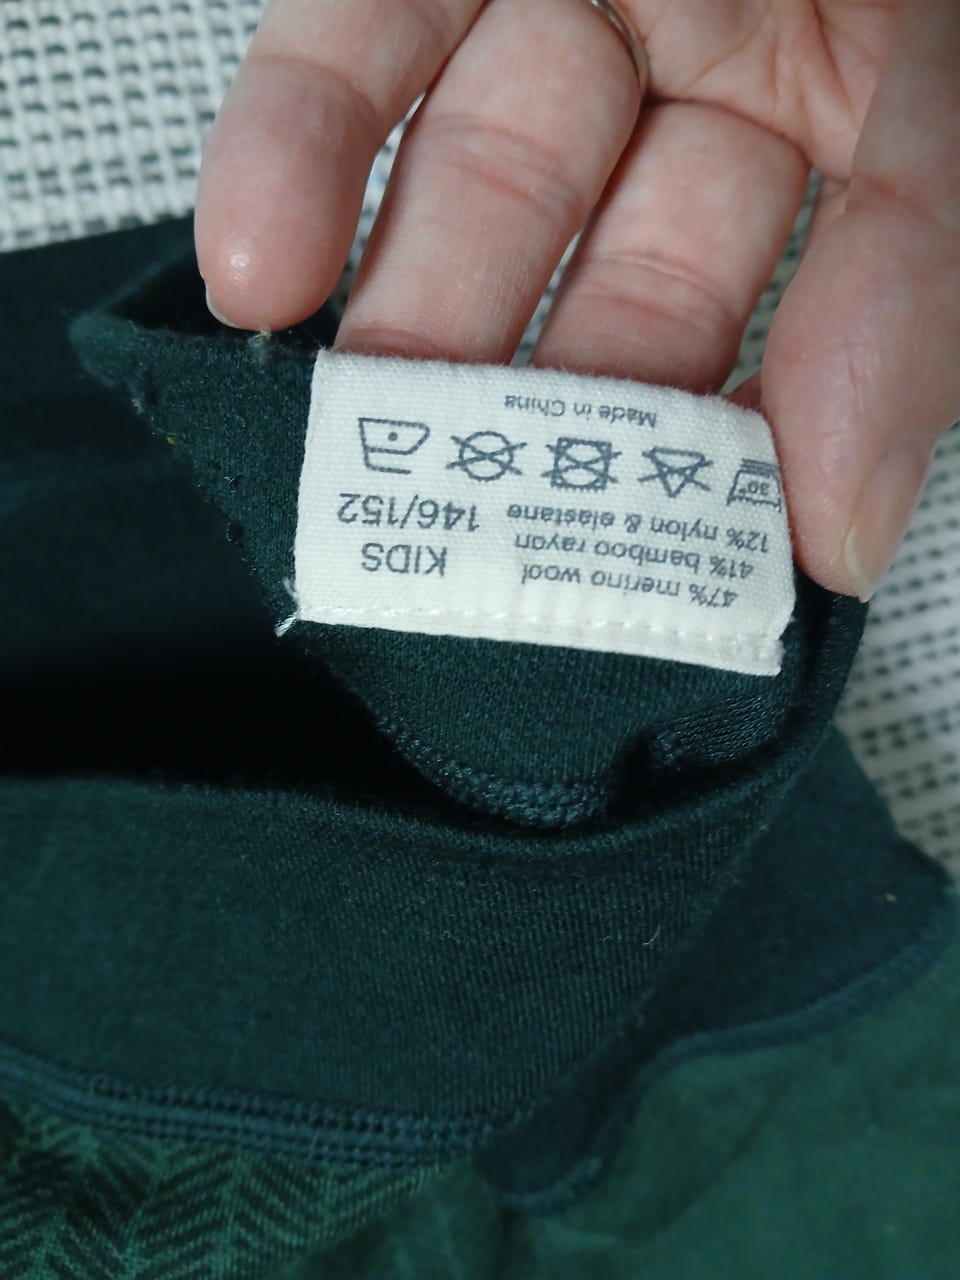 47% merino wool
41% bamboo rayon
12% nylon & elastane
KIDS
146/152
30°
Made in China